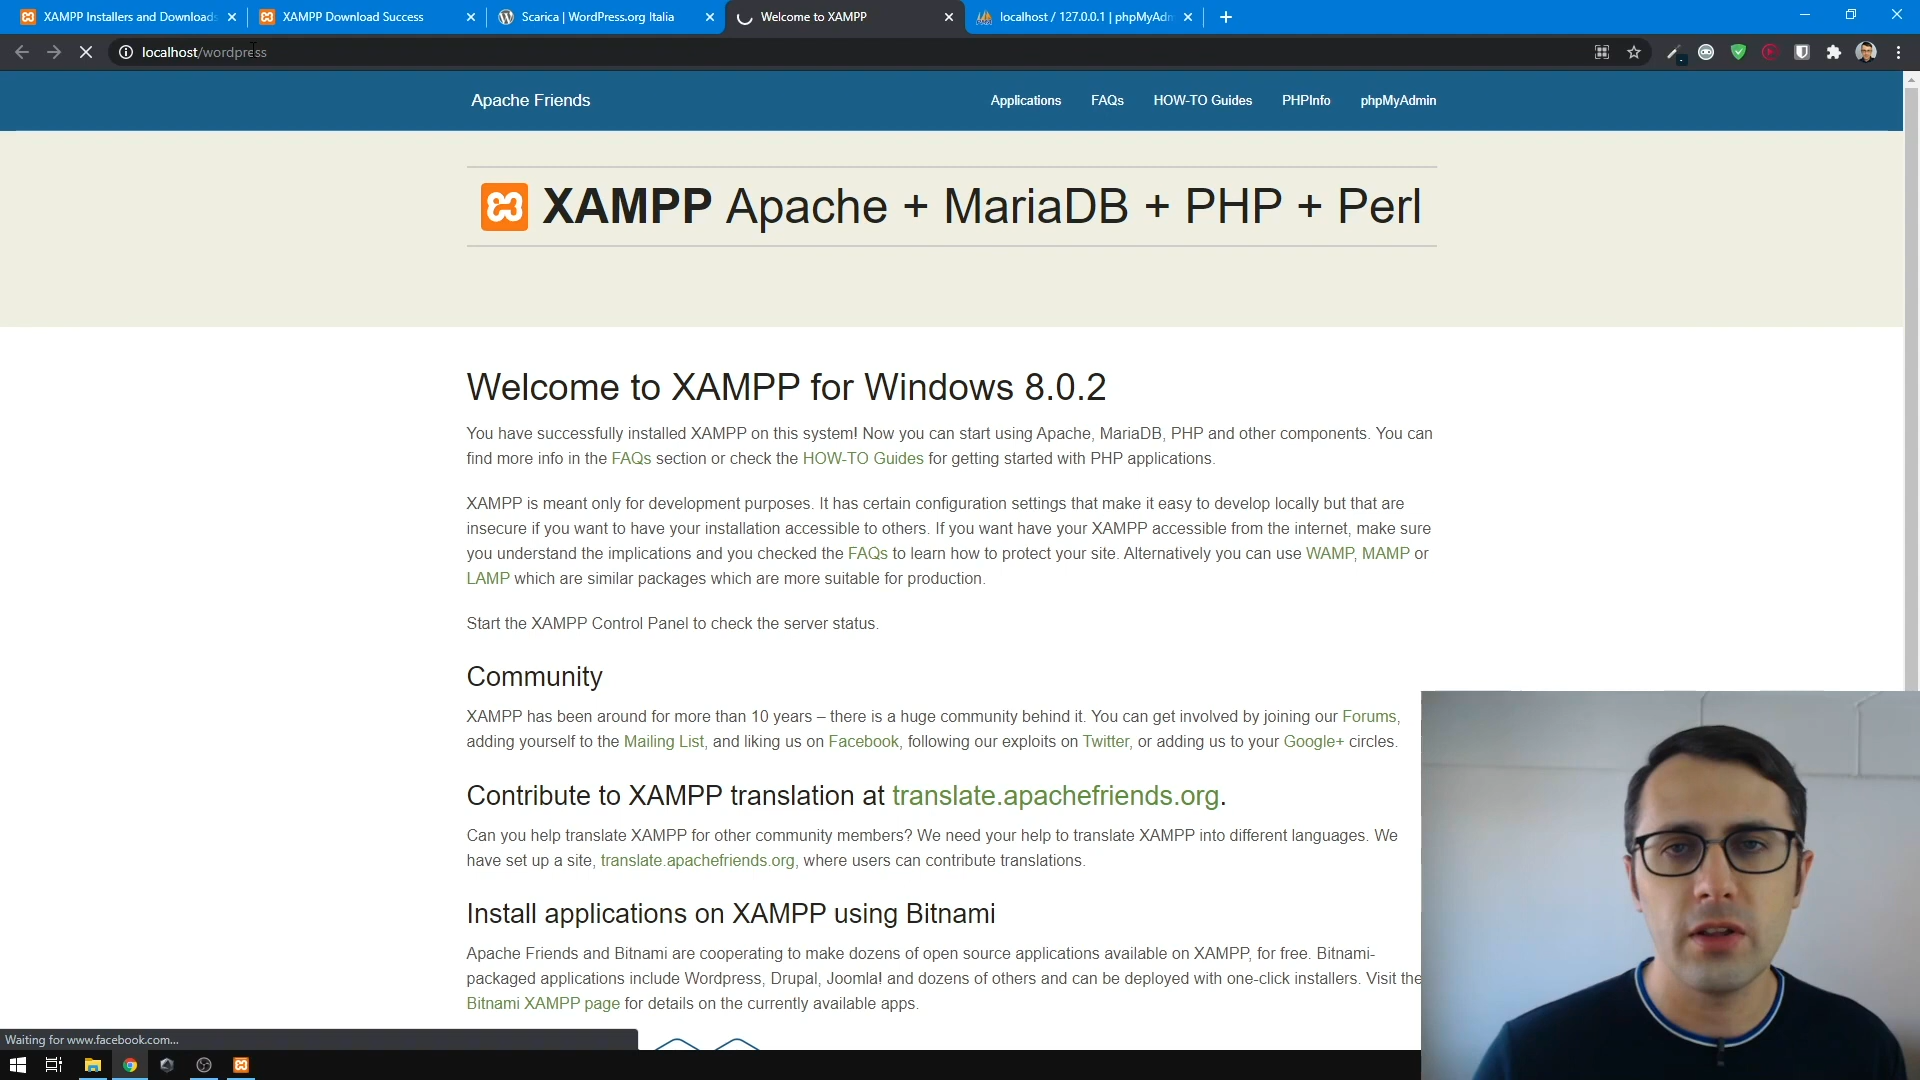 XAMPP Installers and Downloads
XAMPP Download Success
Scarica | WordPress.org Italia
Welcome to XAMPP
localhost / 127.0.0.1 | phpMyAdm
localhost/wordpress
Apache Friends
Applications
FAQs
HOW-TO Guides
PHPInfo
phpMyAdmin
XAMPP Apache + MariaDB + PHP + Perl
Welcome to XAMPP for Windows 8.0.2
You have successfully installed XAMPP on this system! Now you can start using Apache, MariaDB, PHP and other components. You can
find more info in the FAQs section or check the HOW-TO Guides for getting started with PHP applications.
XAMPP is meant only for development purposes. It has certain configuration settings that make it easy to develop locally but that are
insecure if you want to have your installation accessible to others. If you want have your XAMPP accessible from the internet, make sure
you understand the implications and you checked the FAQs to learn how to protect your site. Alternatively you can use WAMP, MAMP or
LAMP which are similar packages which are more suitable for production.
Start the XAMPP Control Panel to check the server status.
Community
XAMPP has been around for more than 10 years – there is a huge community behind it. You can get involved by joining our Forums,
adding yourself to the Mailing List, and liking us on Facebook, following our exploits on Twitter, or adding us to your Google+ circles.
Contribute to XAMPP translation at translate.apachefriends.org.
Can you help translate XAMPP for other community members? We need your help to translate XAMPP into different languages. We
have set up a site, translate.apachefriends.org, where users can contribute translations.
Install applications on XAMPP using Bitnami
Apache Friends and Bitnami are cooperating to make dozens of open source applications available on XAMPP, for free. Bitnami-
packaged applications include Wordpress, Drupal, Joomla! and dozens of others and can be deployed with one-click installers. Visit the
Bitnami XAMPP page for details on the currently available apps.
Waiting for www.facebook.com...